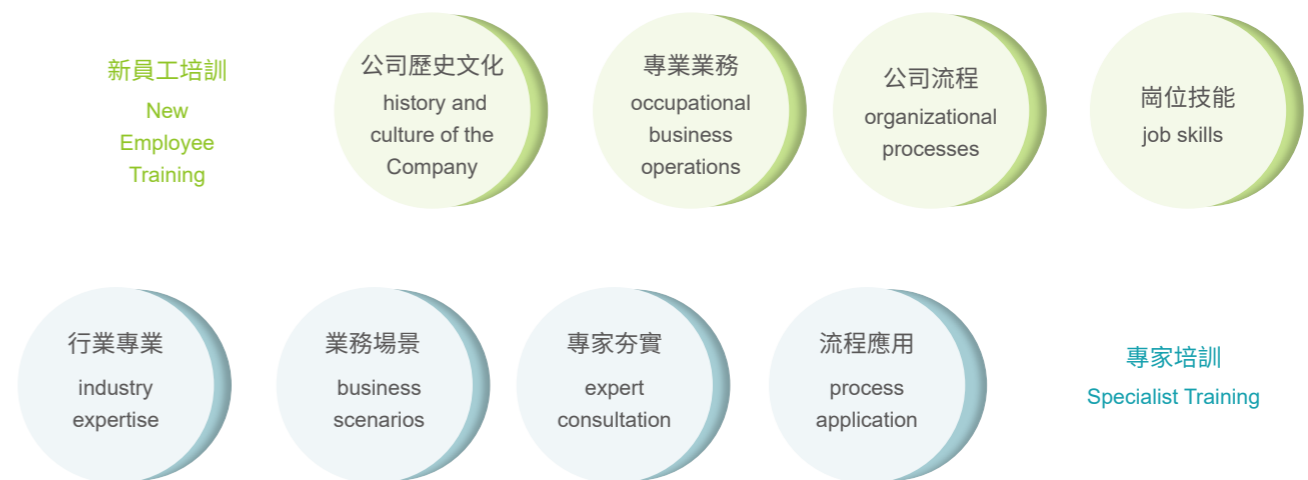 新員工培訓
New
Employee
Training
公司歷史文化
history and
culture of the
Company
專業業務
occupational
business
operations
公司流程
organizational
processes
崗位技能
job skills
行業專業
industry
expertise
業務場景
business
scenarios
專家夯實
expert
consultation
流程應用
process
application
專家培訓
Specialist Training